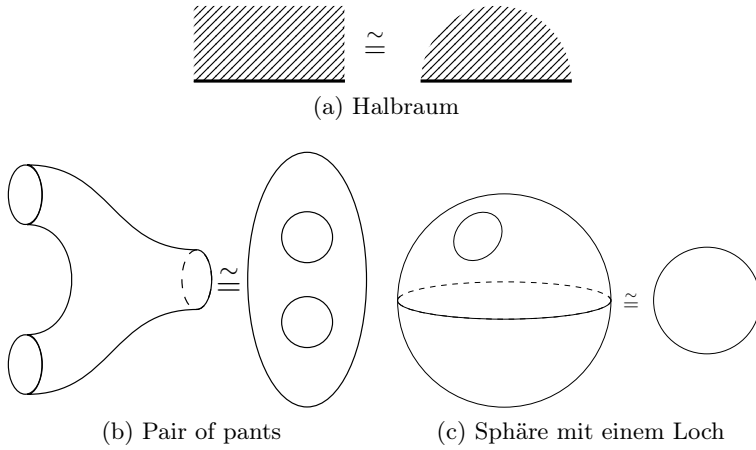 ≅
(a) Halbraum
≅
≅
(b) Pair of pants
(c) Sphäre mit einem Loch